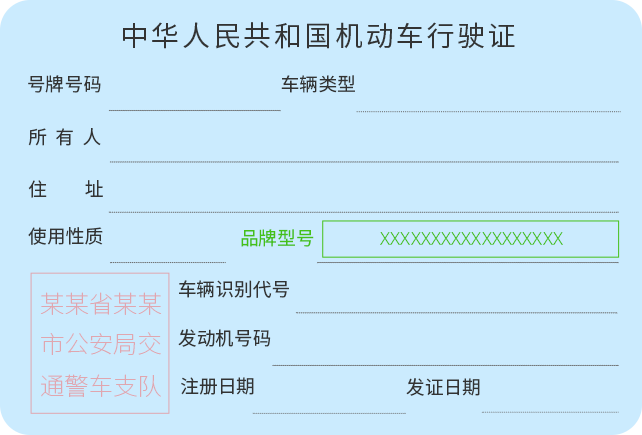 中华人民共和国机动车行驶证
号牌号码 车辆类型
所有人
住址
使用性质 品牌型号 XXXXXXXXXXXXXXXXXX
车辆识别代号
发动机号码
注册日期 发证日期
某某省某某
市公安局交
通警车支队